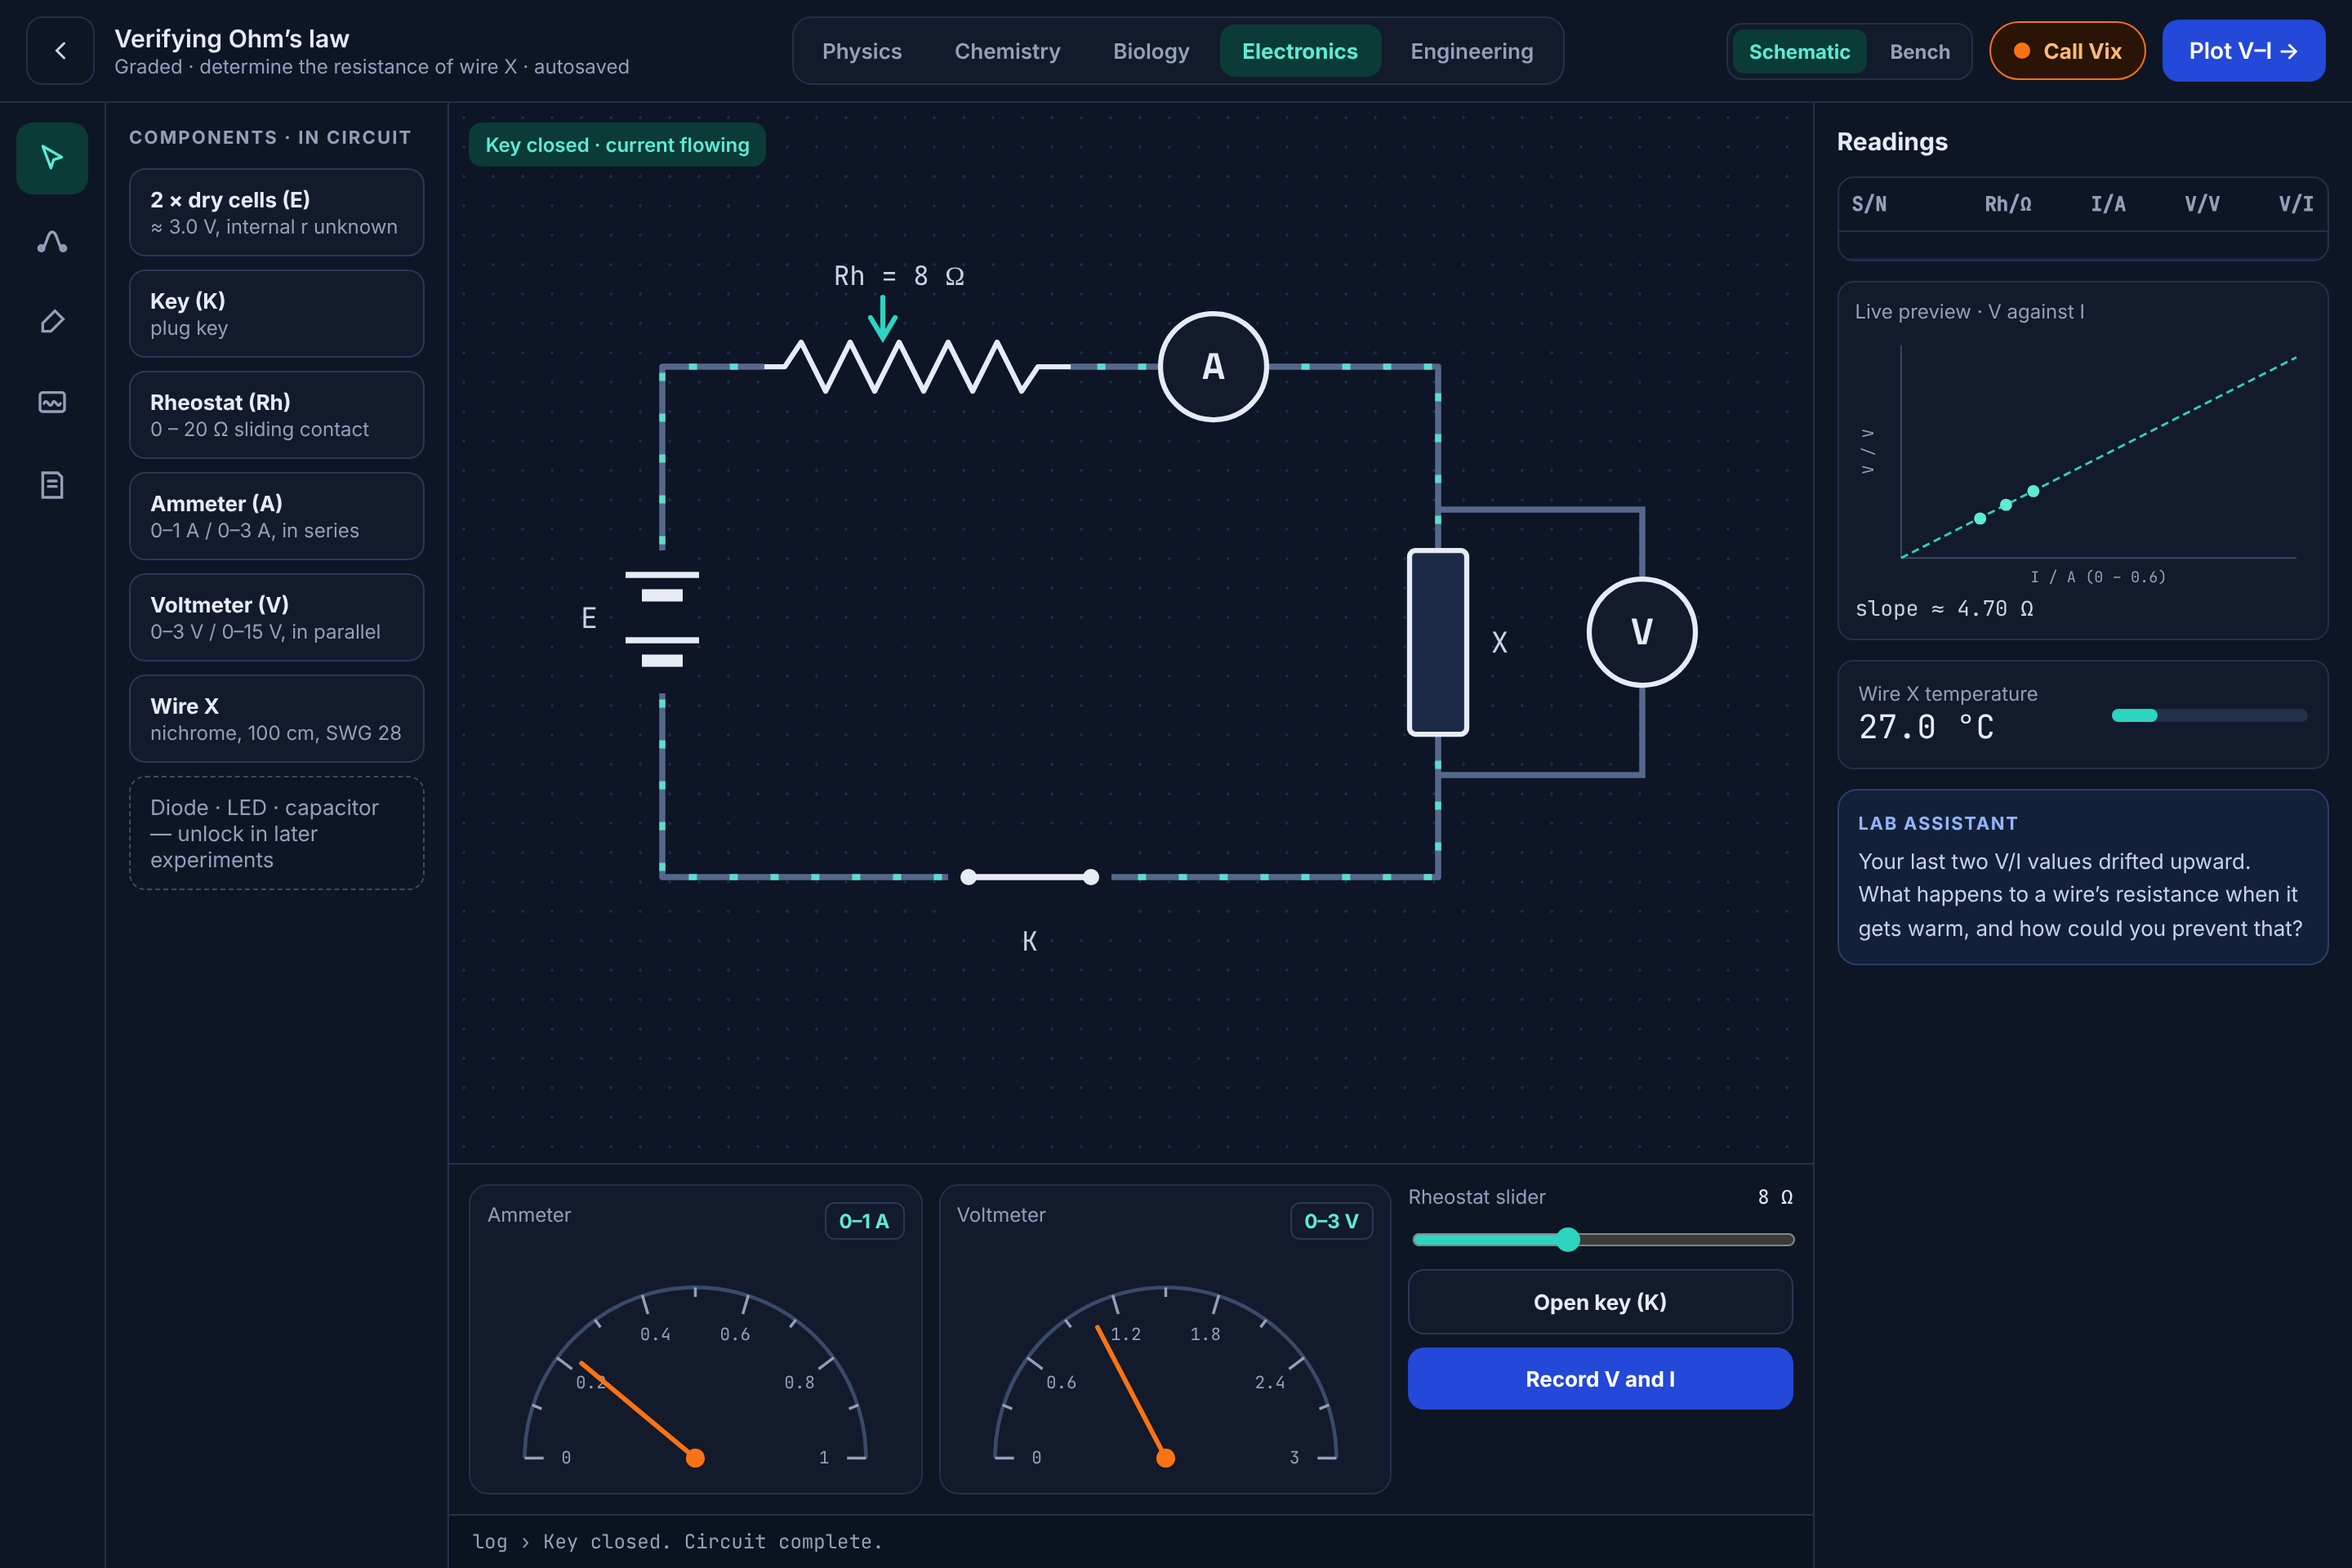 Verifying Ohm’s law
Graded · determine the resistance of wire X · autosaved
Physics
Chemistry
Biology
Electronics
Engineering
Schematic
Bench
Call Vix
Plot V–I →
COMPONENTS · IN CIRCUIT
2 × dry cells (E)
≈ 3.0 V, internal r unknown
Key (K)
plug key
Rheostat (Rh)
0 – 20 Ω sliding contact
Ammeter (A)
0–1 A / 0–3 A, in series
Voltmeter (V)
0–3 V / 0–15 V, in parallel
Wire X
nichrome, 100 cm, SWG 28
Diode · LED · capacitor
— unlock in later
experiments
Key closed · current flowing
Rh = 8 Ω
A
E
X
V
K
Ammeter
0–1 A
0
0.2
0.4
0.6
0.8
1
Voltmeter
0–3 V
0
0.6
1.2
1.8
2.4
3
Rheostat slider
8 Ω
Open key (K)
Record V and I
log › Key closed. Circuit complete.
Readings
S/N Rh/Ω I/A V/V V/I
Live preview · V against I
V / V
I / A (0 – 0.6)
slope ≈ 4.70 Ω
Wire X temperature
27.0 °C
LAB ASSISTANT
Your last two V/I values drifted upward.
What happens to a wire’s resistance when it
gets warm, and how could you prevent that?